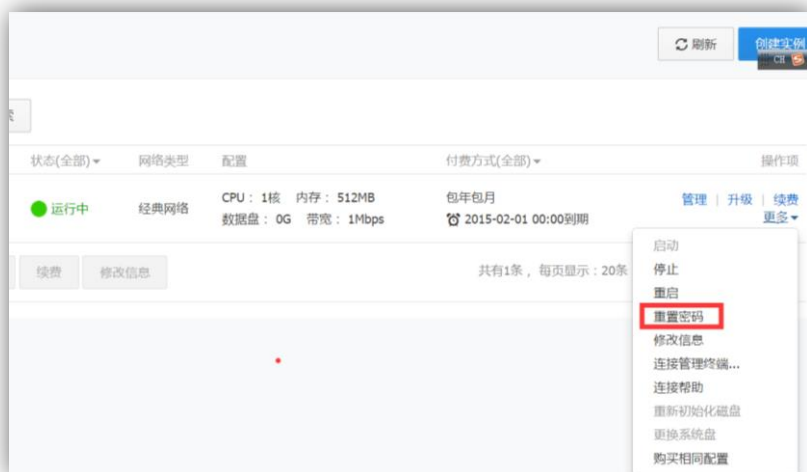 刷新
创建实例
CH
状态(全部)
网络类型
配置
付费方式(全部)
操作项
运行中
经典网络
CPU： 1核 内存： 512MB
数据盘： 0G 带宽： 1Mbps
包年包月
2015-02-01 00:00到期
管理 | 升级 | 续费
更多
续费
修改信息
共有1条， 每页显示：20条
启动
停止
重启
重置密码
修改信息
连接管理终端...
连接帮助
重新初始化磁盘
更换系统盘
购买相同配置